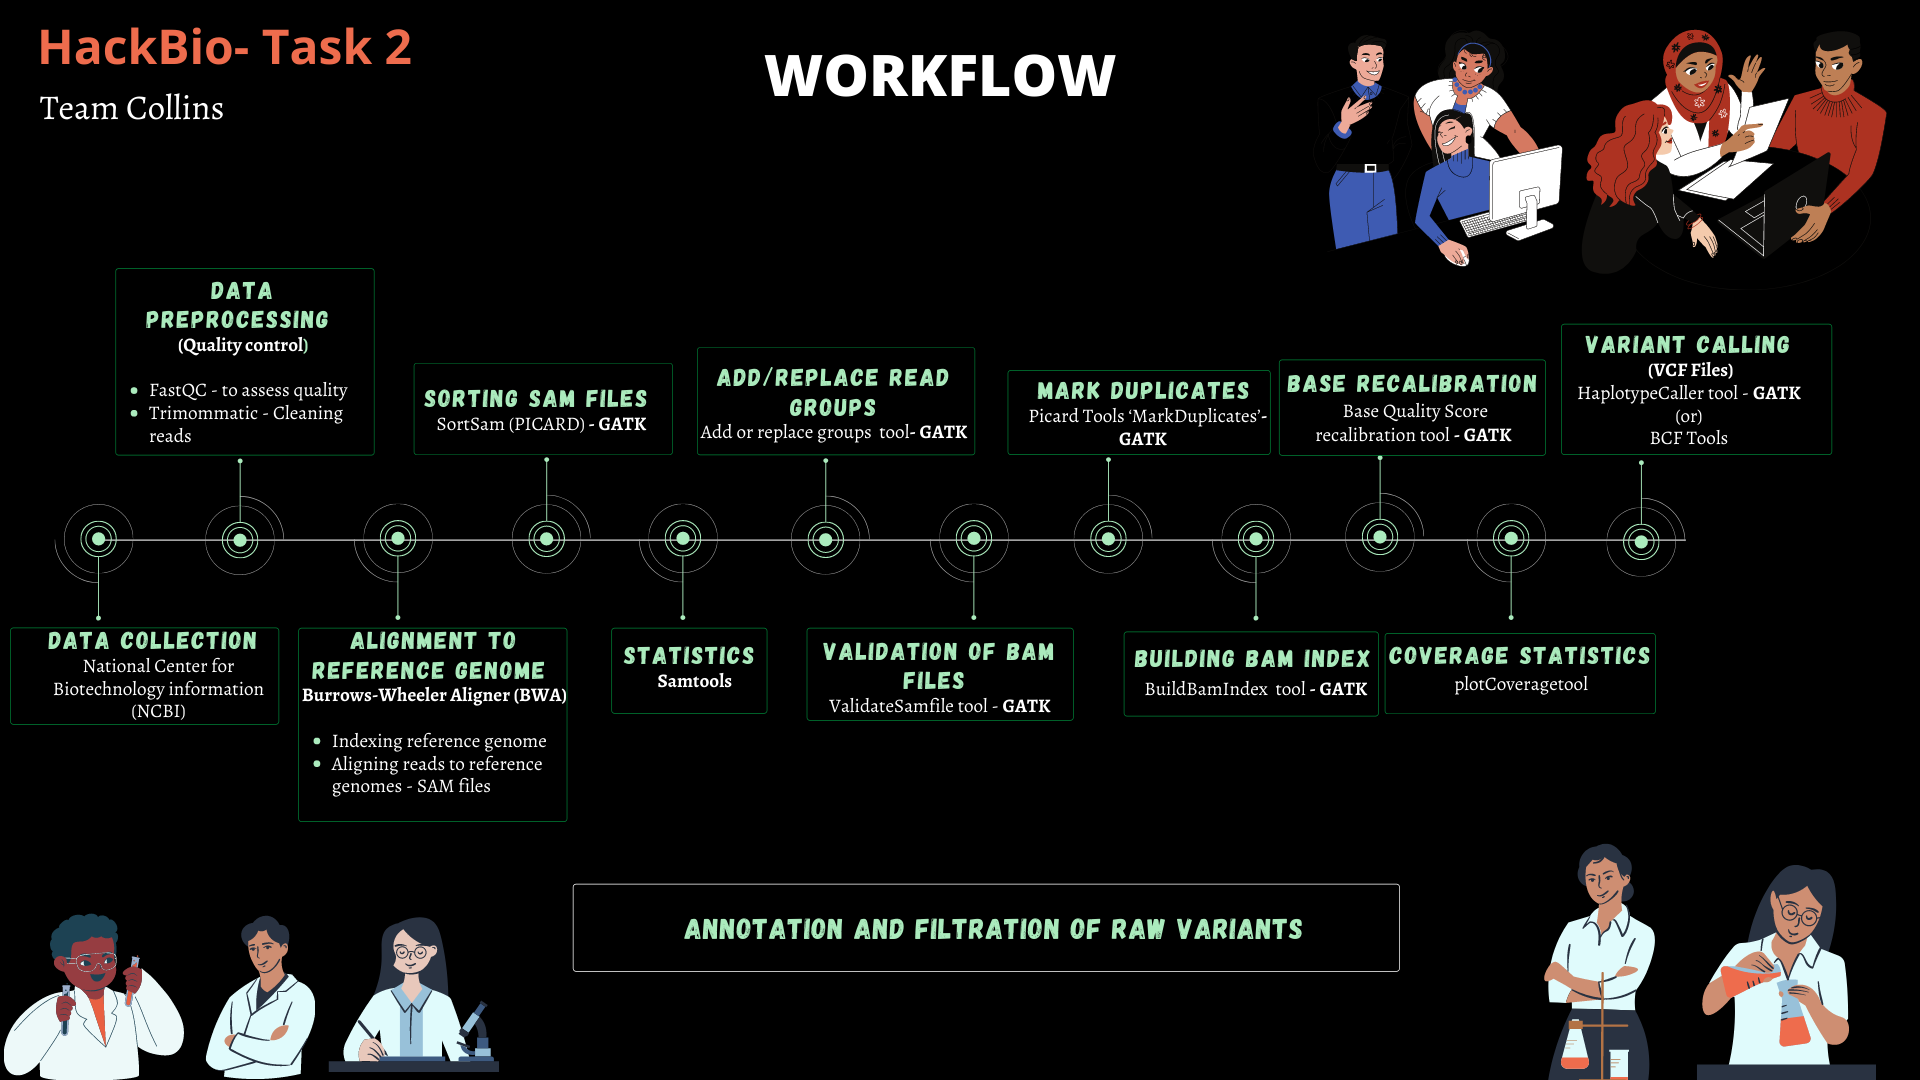 HackBio- Task 2
Team Collins
WORKFLOW
DATA
PREPROCESSING
(Quality control)
FastQC - to assess quality
Trimommatic - Cleaning
reads
SORTING SAM FILES
SortSam (PICARD) - GATK
ADD/REPLACE READ
GROUPS
Add or replace groups tool- GATK
MARK DUPLICATES
Picard Tools ‘MarkDuplicates’-
GATK
BASE RECALIBRATION
Base Quality Score
recalibration tool - GATK
VARIANT CALLING
(VCF Files)
HaplotypeCaller tool - GATK
(or)
BCF Tools
DATA COLLECTION
National Center for
Biotechnology information
(NCBI)
ALIGNMENT TO
REFERENCE GENOME
Burrows-Wheeler Aligner (BWA)
Indexing reference genome
Aligning reads to reference
genomes - SAM files
STATISTICS
Samtools
VALIDATION OF BAM
FILES
ValidateSamfile tool - GATK
BUILDING BAM INDEX
BuildBamIndex tool - GATK
COVERAGE STATISTICS
plotCoveragetool
ANNOTATION AND FILTRATION OF RAW VARIANTS